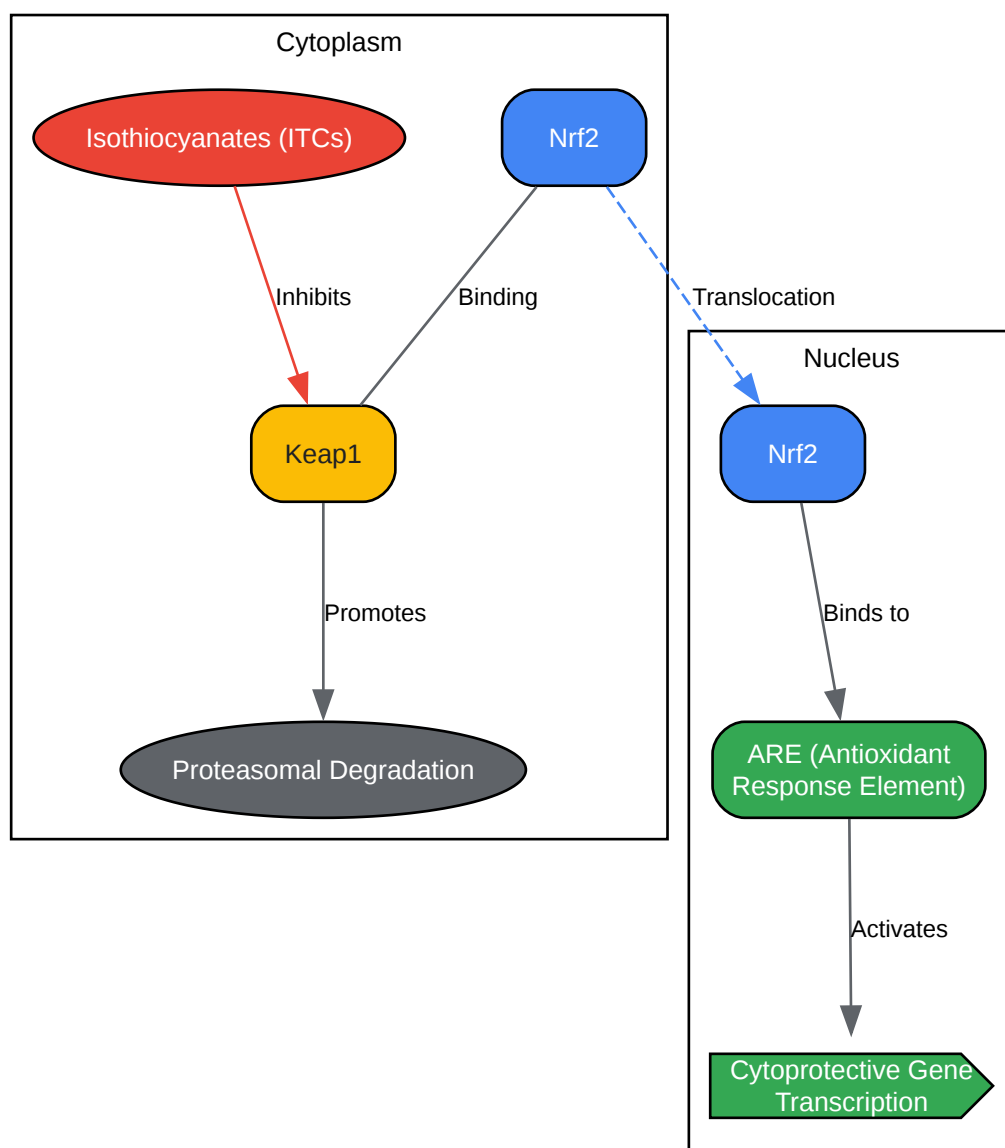 Cytoplasm
Isothiocyanates (ITCs)
Nrf2
Inhibits
Binding
Translocation
Nucleus
Keap1
Nrf2
Promotes
Binds to
Proteasomal Degradation
ARE (Antioxidant
Response Element)
Activates
Cytoprotective Gene
Transcription